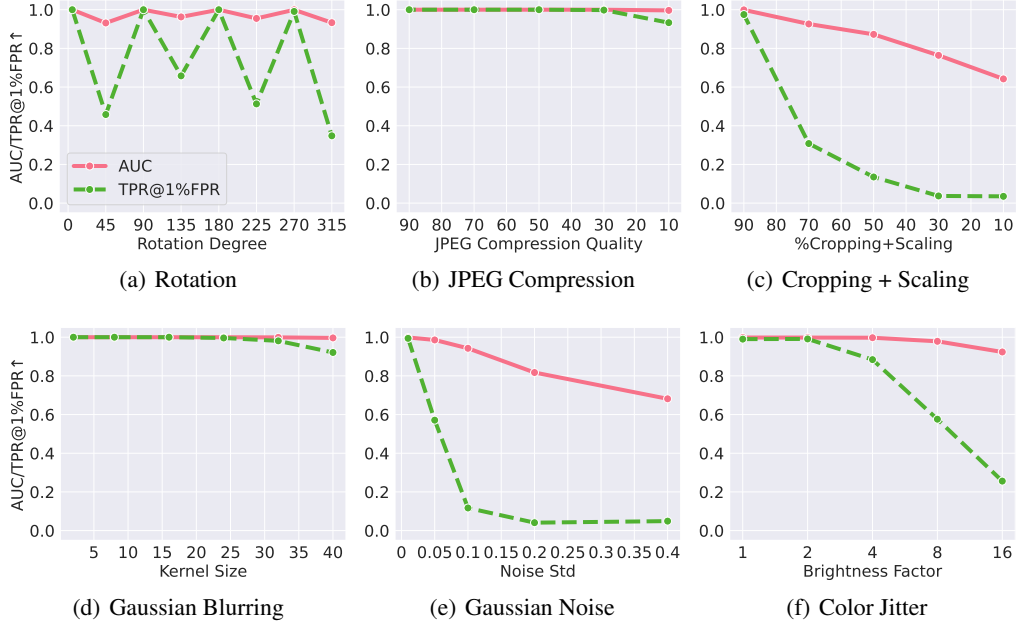 1.0
0.8
0.6
0.4
0.2
0.0
AUC/TPR@1%FPR↑
AUC
TPR@1%FPR
0 45 90 135 180 225 270 315
Rotation Degree
(a) Rotation
1.0
0.8
0.6
0.4
0.2
0.0
90 80 70 60 50 40 30 20 10
JPEG Compression Quality
(b) JPEG Compression
1.0
0.8
0.6
0.4
0.2
0.0
90 80 70 60 50 40 30 20 10
%Cropping+Scaling
(c) Cropping + Scaling
1.0
0.8
0.6
0.4
0.2
0.0
AUC/TPR@1%FPR↑
5 10 15 20 25 30 35 40
Kernel Size
(d) Gaussian Blurring
1.0
0.8
0.6
0.4
0.2
0.0
0 0.05 0.1 0.15 0.2 0.25 0.3 0.35 0.4
Noise Std
(e) Gaussian Noise
1.0
0.8
0.6
0.4
0.2
0.0
1 2 4 8 16
Brightness Factor
(f) Color Jitter